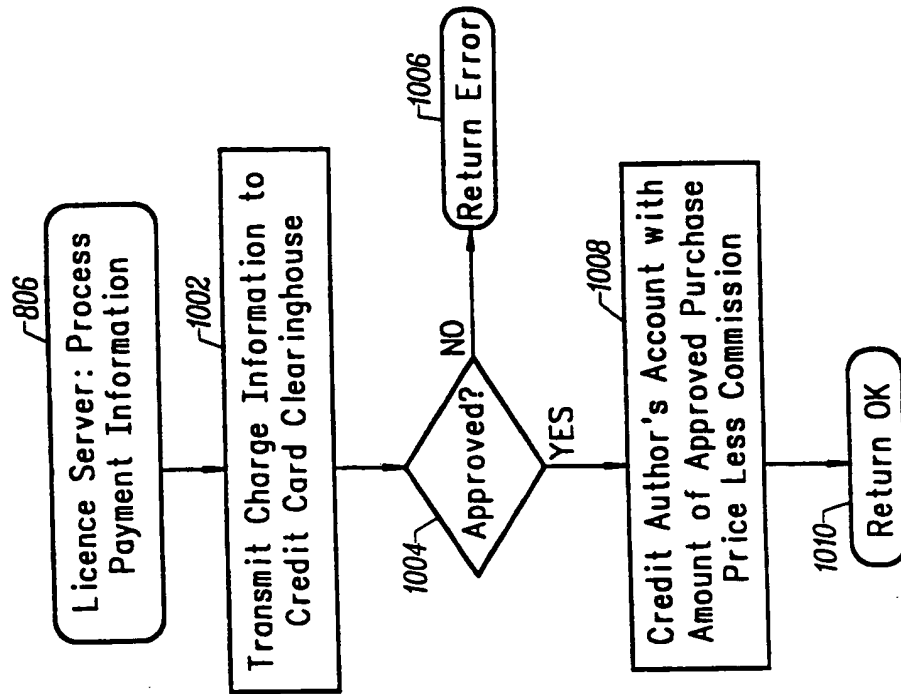 806
Licence Server: Process
Payment Information
1002
Transmit Charge Information to
Credit Card Clearinghouse
1004
Approved?
NO
1006
Return Error
YES
1008
Credit Author's Account with
Amount of Approved Purchase
Price Less Commission
1010
Return OK